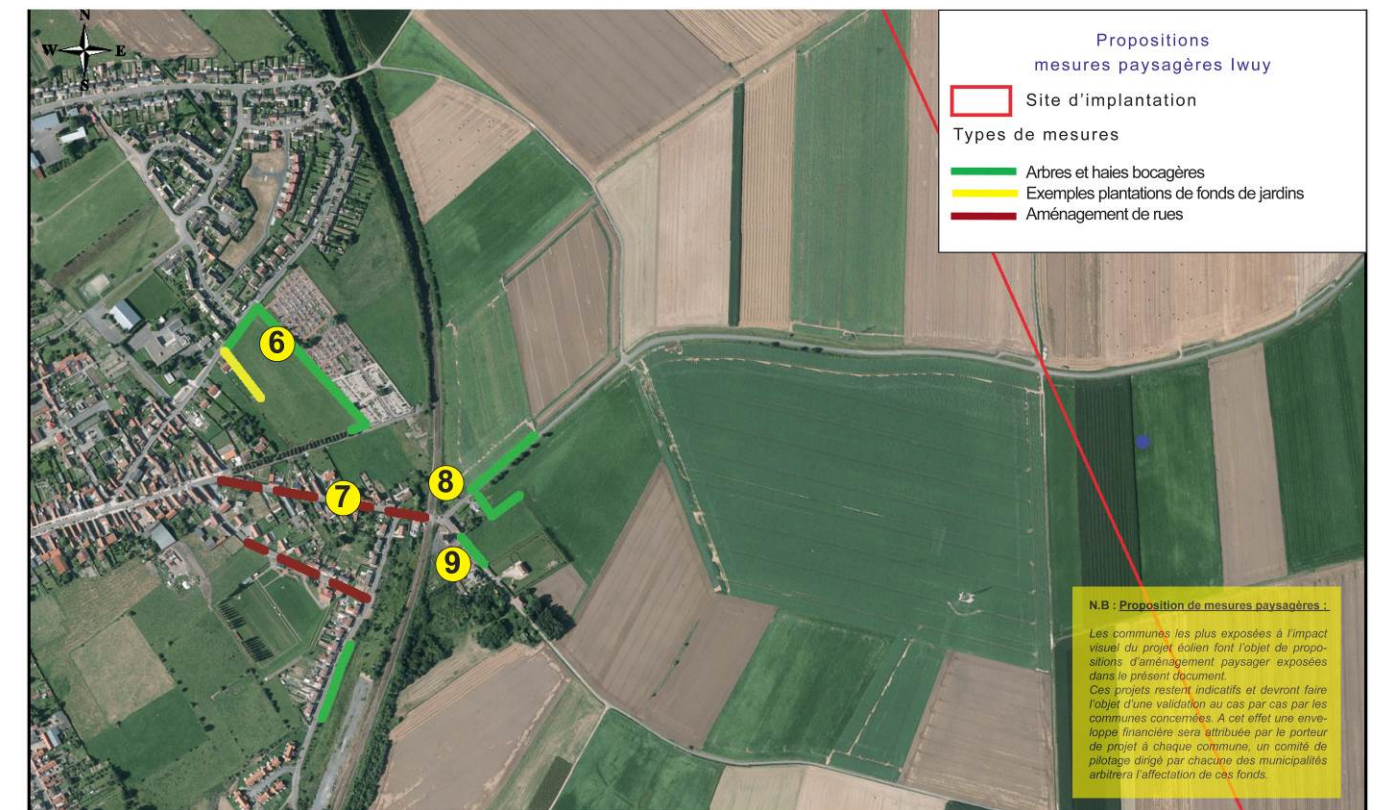 N
W E
S
Propositions
mesures paysagères Iwuy
Site d'implantation
Types de mesures
Arbres et haies bocagères
Exemples plantations de fonds de jardins
Aménagement de rues
6
7
8
9
N.B : Proposition de mesures paysagères :
Les communes les plus exposées à l'impact
visuel du projet éolien font l'objet de propo-
sitions d'aménagement paysager exposées
dans le présent document.
Ces projets restent indicatifs et devront faire
l'objet d'une validation au cas par cas par les
communes concernées. A cet effet une enve-
loppe financière sera attribuée par le porteur
de projet à chaque commune, un comité de
pilotage dirigé par chacune des municipalités
arbitrera l'affectation de ces fonds.